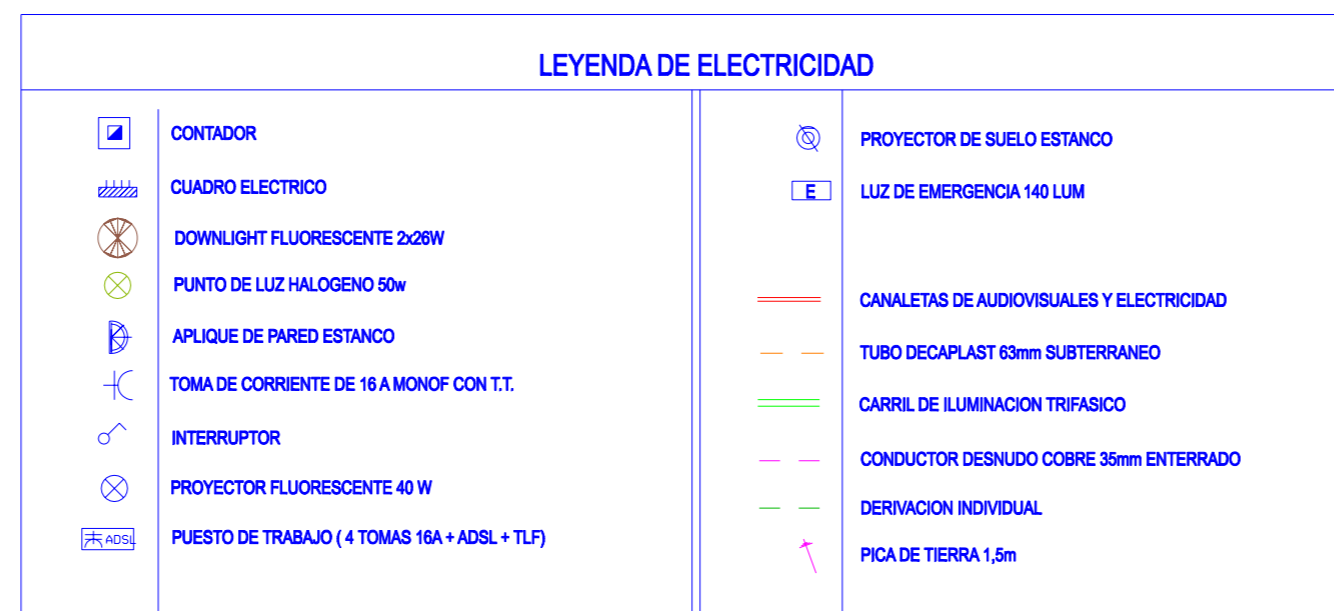 LEYENDA DE ELECTRICIDAD
CONTADOR
CUADRO ELECTRICO
DOWNLIGHT FLUORESCENTE 2x26W
PUNTO DE LUZ HALOGENO 50w
APLIQUE DE PARED ESTANCO
TOMA DE CORRIENTE DE 16 A MONOF CON T.T.
INTERRUPTOR
PROYECTOR FLUORESCENTE 40 W
ADSL PUESTO DE TRABAJO ( 4 TOMAS 16A + ADSL + TLF)
PROYECTOR DE SUELO ESTANCO
E LUZ DE EMERGENCIA 140 LUM
CANALETAS DE AUDIOVISUALES Y ELECTRICIDAD
TUBO DECAPLAST 63mm SUBTERRANEO
CARRIL DE ILUMINACION TRIFASICO
CONDUCTOR DESNUDO COBRE 35mm ENTERRADO
DERIVACION INDIVIDUAL
PICA DE TIERRA 1,5m